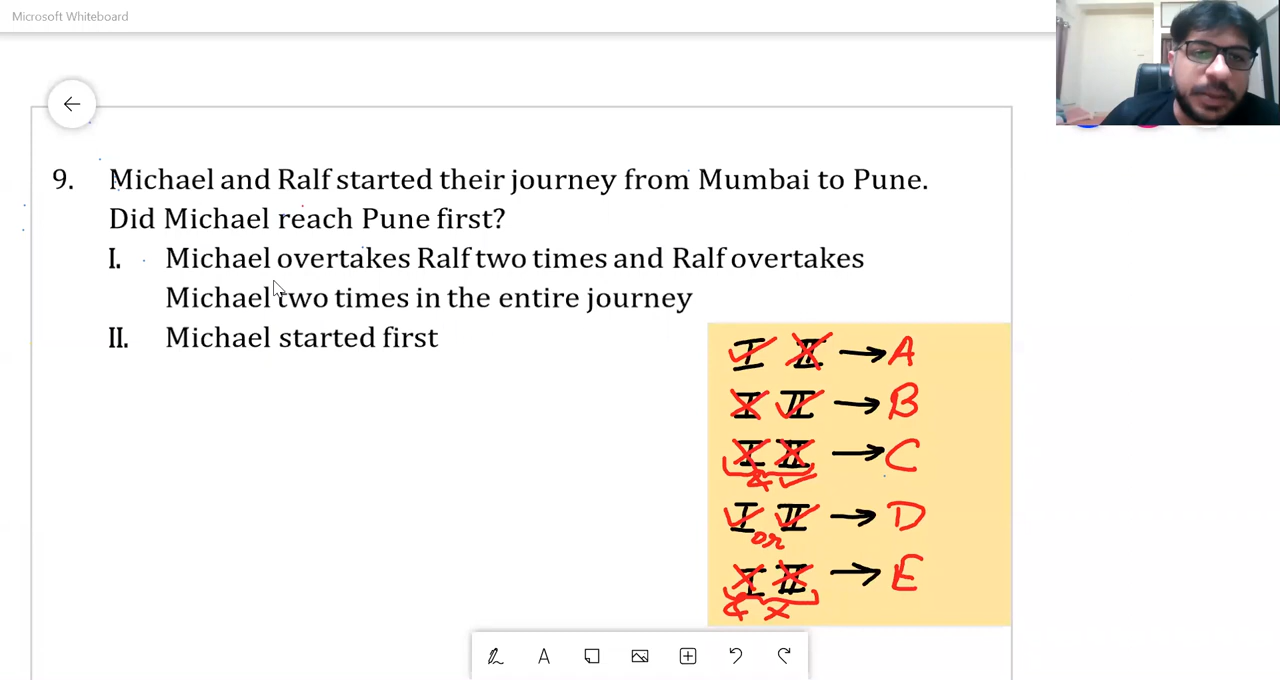 Microsoft Whiteboard
9. Michael and Ralf started their journey from Mumbai to Pune.
Did Michael reach Pune first?
I. Michael overtakes Ralf two times and Ralf overtakes
Michael two times in the entire journey
II. Michael started first
I II → A
I II → B
I II → C
&
I II → D
or
I II → E
&
A